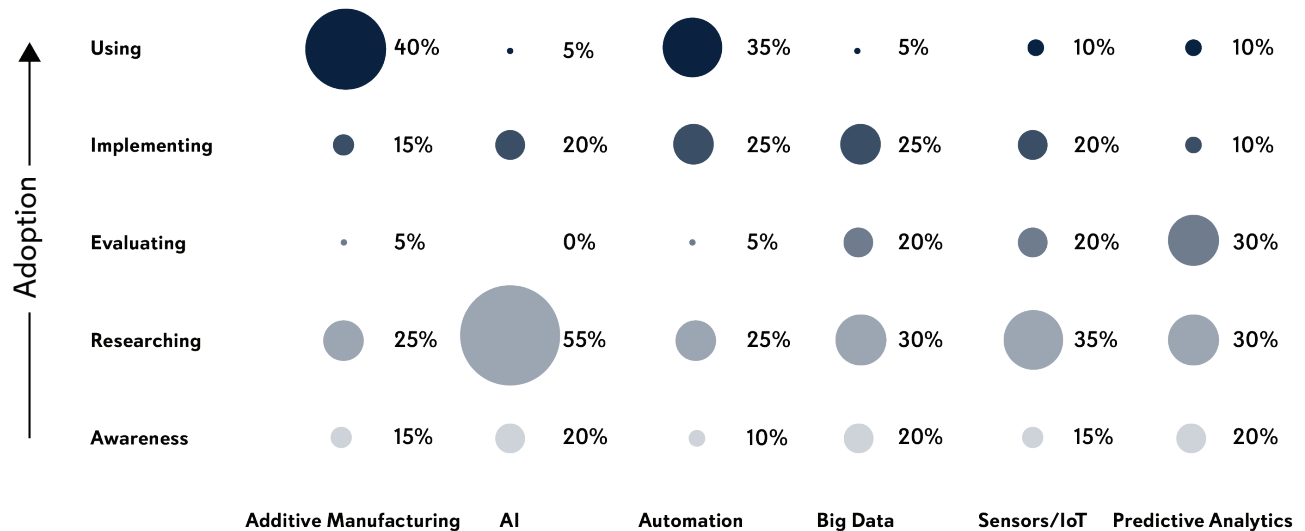 Adoption
Using 40% 5% 35% 5% 10% 10%
Implementing 15% 20% 25% 25% 20% 10%
Evaluating 5% 0% 5% 20% 20% 30%
Researching 25% 55% 25% 30% 35% 30%
Awareness 15% 20% 10% 20% 15% 20%
Additive Manufacturing AI Automation Big Data Sensors/IoT Predictive Analytics